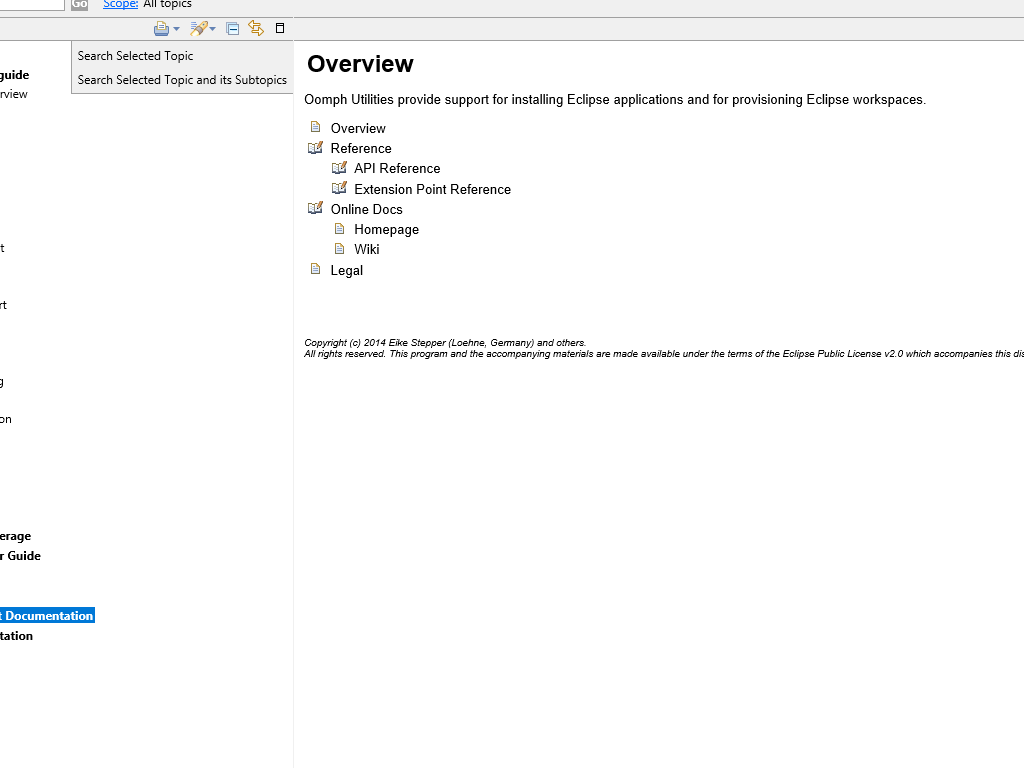 Go Scope: All topics
Search Selected Topic
Search Selected Topic and its Subtopics
guide
rview
t
rt
g
on
erage
r Guide
t Documentation
tation
Overview
Oomph Utilities provide support for installing Eclipse applications and for provisioning Eclipse workspaces.
Overview
Reference
API Reference
Extension Point Reference
Online Docs
Homepage
Wiki
Legal
Copyright (c) 2014 Eike Stepper (Loehne, Germany) and others.
All rights reserved. This program and the accompanying materials are made available under the terms of the Eclipse Public License v2.0 which accompanies this dis